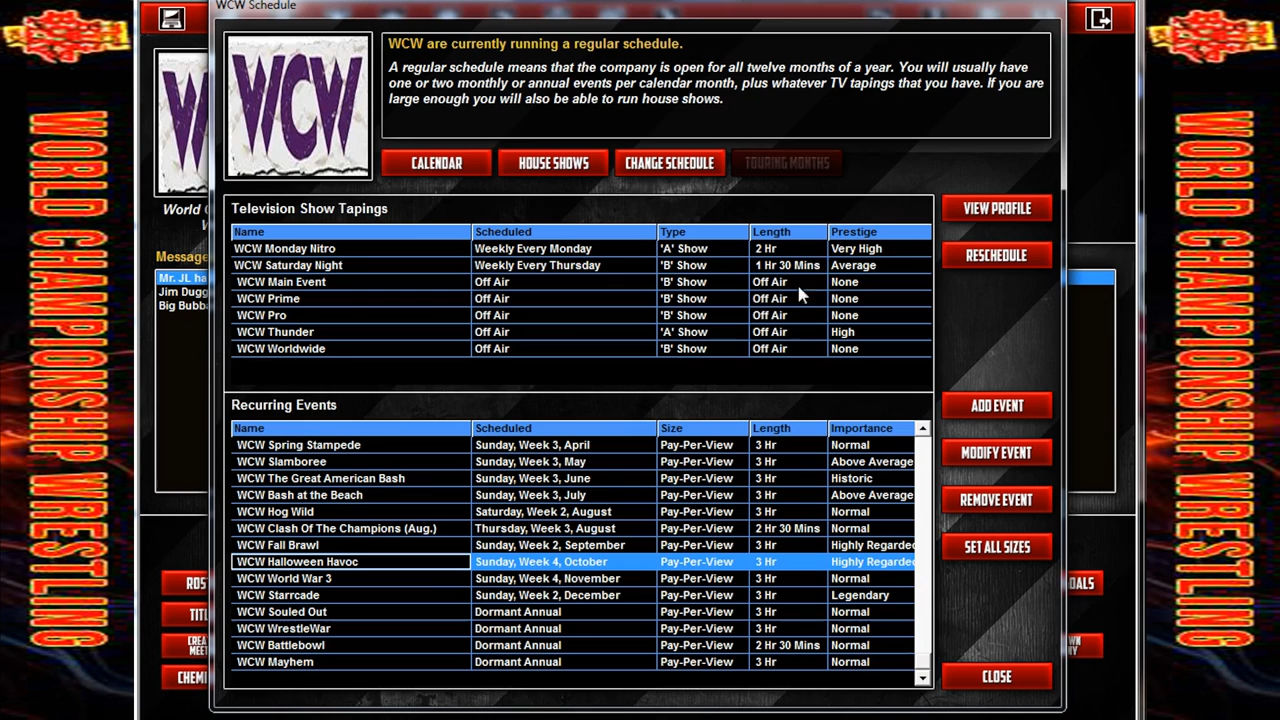 WCW Schedule
WCW
WCW are currently running a regular schedule.
A regular schedule means that the company is open for all twelve months of a year. You will usually have
one or two monthly or annual events per calendar month, plus whatever TV tapings that you have. If you are
large enough you will also be able to run house shows.
CALENDAR HOUSE SHOWS CHANGE SCHEDULE TOURING MONTHS
WORLD CHAMPIONSHIP WRESTLING
World
Message
Mr. JL ha
Jim Dugg
Big Bubba
Television Show Tapings
Name Scheduled Type Length Prestige
WCW Monday Nitro Weekly Every Monday 'A' Show 2 Hr Very High
WCW Saturday Night Weekly Every Thursday 'B' Show 1 Hr 30 Mins Average
WCW Main Event Off Air 'B' Show Off Air None
WCW Prime Off Air 'B' Show Off Air None
WCW Pro Off Air 'B' Show Off Air None
WCW Thunder Off Air 'A' Show Off Air High
WCW Worldwide Off Air 'B' Show Off Air None
VIEW PROFILE
RESCHEDULE
Recurring Events
Name Scheduled Size Length Importance
WCW Spring Stampede Sunday, Week 3, April Pay-Per-View 3 Hr Normal
WCW Slamboree Sunday, Week 3, May Pay-Per-View 3 Hr Above Average
WCW The Great American Bash Sunday, Week 3, June Pay-Per-View 3 Hr Historic
WCW Bash at the Beach Sunday, Week 3, July Pay-Per-View 3 Hr Above Average
WCW Hog Wild Saturday, Week 2, August Pay-Per-View 3 Hr Normal
WCW Clash Of The Champions (Aug.) Thursday, Week 3, August Pay-Per-View 2 Hr 30 Mins Normal
WCW Fall Brawl Sunday, Week 2, September Pay-Per-View 3 Hr Highly Regarded
WCW Halloween Havoc Sunday, Week 4, October Pay-Per-View 3 Hr Highly Regarded
WCW World War 3 Sunday, Week 4, November Pay-Per-View 3 Hr Normal
WCW Starrcade Sunday, Week 2, December Pay-Per-View 3 Hr Legendary
WCW Souled Out Dormant Annual Pay-Per-View 3 Hr Normal
WCW WrestleWar Dormant Annual Pay-Per-View 3 Hr Normal
WCW Battlebowl Dormant Annual Pay-Per-View 2 Hr 30 Mins Normal
WCW Mayhem Dormant Annual Pay-Per-View 3 Hr Normal
ADD EVENT
MODIFY EVENT
REMOVE EVENT
SET ALL SIZES
CLOSE
ROS
TIT
CREA
MEET
CHEMI
OALS
WORLD CHAMPIONSHIP WRESTLING